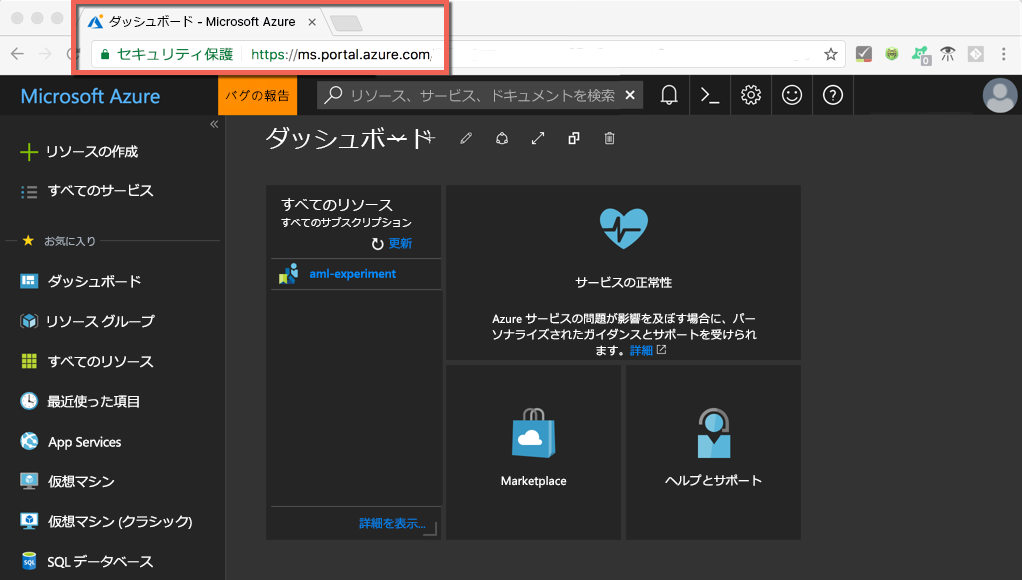 ダッシュボード - Microsoft Azure
セキュリティ保護 https://ms.portal.azure.com/
Microsoft Azure
バグの報告
リソース、サービス、ドキュメントを検索
リソースの作成
すべてのサービス
お気に入り
ダッシュボード
リソース グループ
すべてのリソース
最近使った項目
App Services
仮想マシン
仮想マシン (クラシック)
SQL データベース
ダッシュボード
すべてのリソース
すべてのサブスクリプション
更新
aml-experiment
詳細を表示...
サービスの正常性
Azure サービスの問題が影響を及ぼす場合に、パー
ソナライズされたガイダンスとサポートを受けられ
ます。詳細
Marketplace
ヘルプとサポート